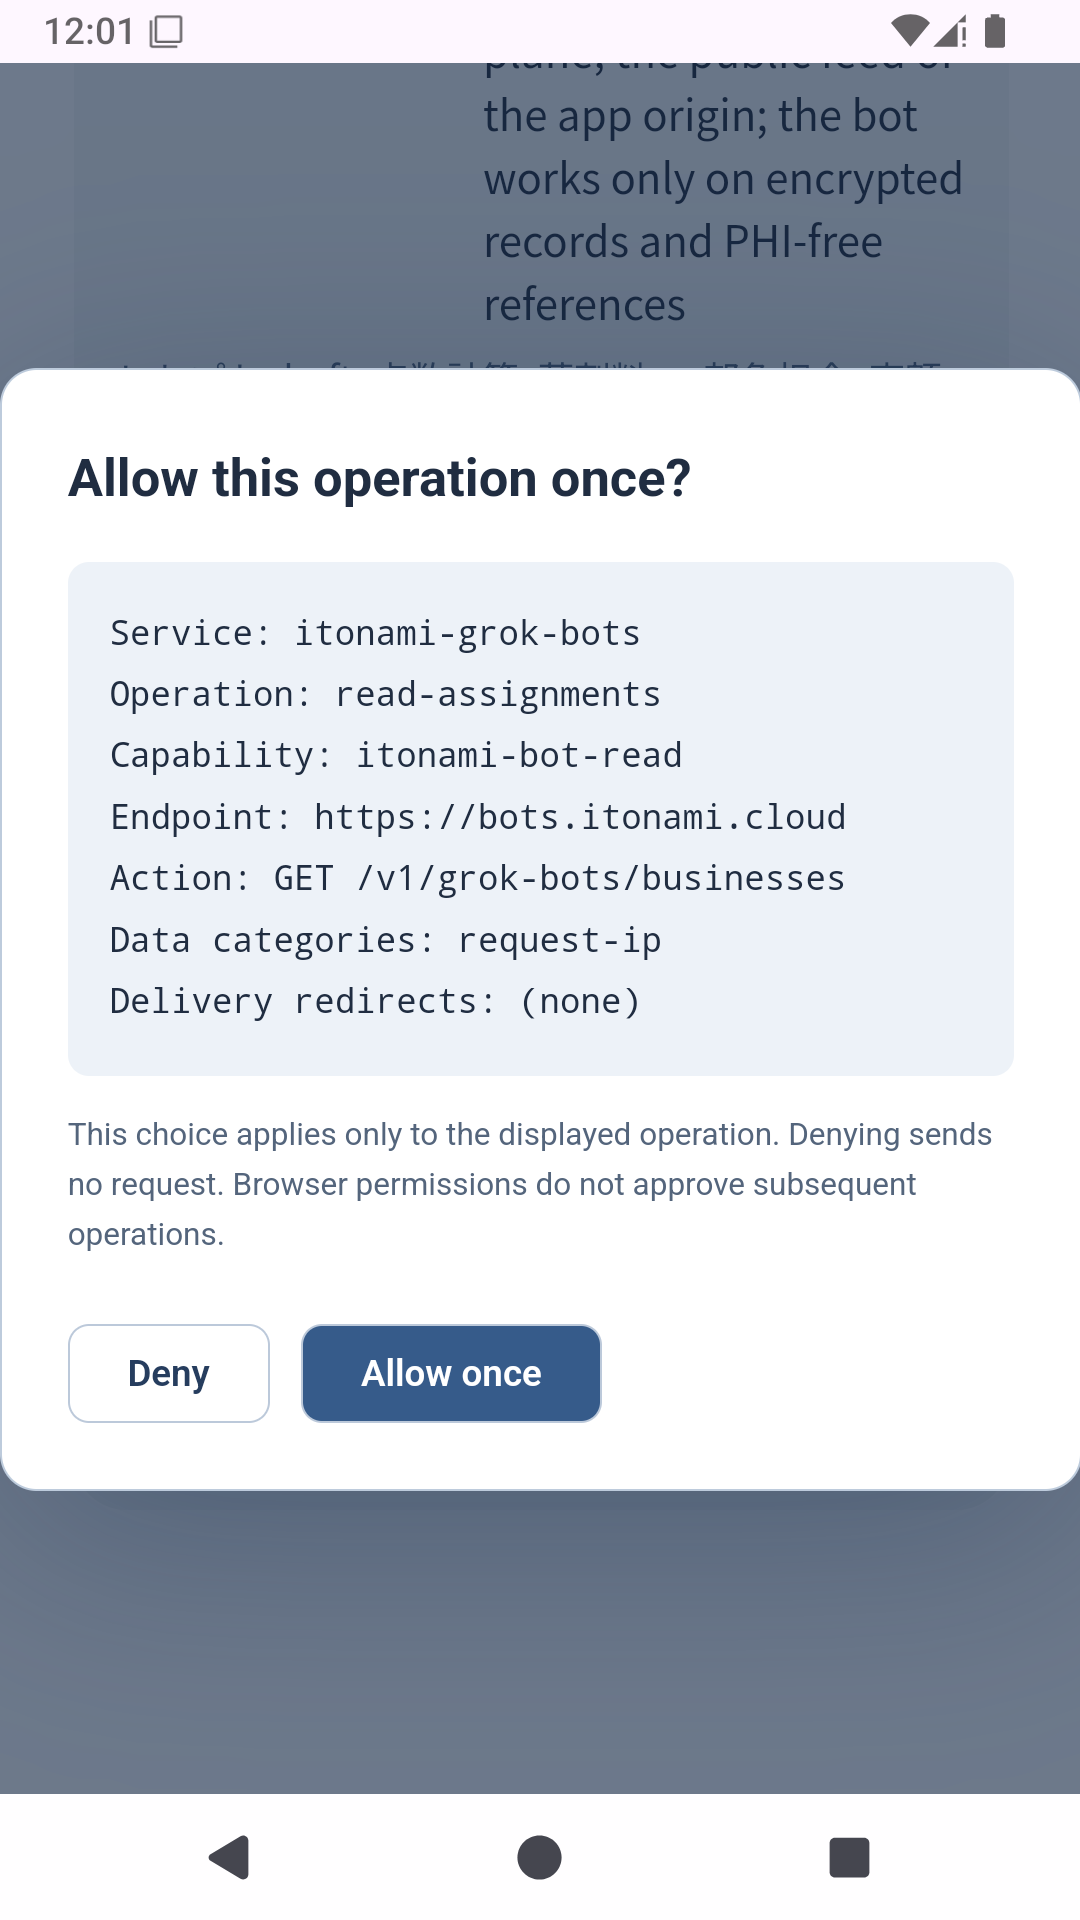 12:01
the app origin; the bot
works only on encrypted
records and PHI-free
references
Allow this operation once?
Service: itonami-grok-bots
Operation: read-assignments
Capability: itonami-bot-read
Endpoint: https://bots.itonami.cloud
Action: GET /v1/grok-bots/businesses
Data categories: request-ip
Delivery redirects: (none)
This choice applies only to the displayed operation. Denying sends
no request. Browser permissions do not approve subsequent
operations.
Deny
Allow once